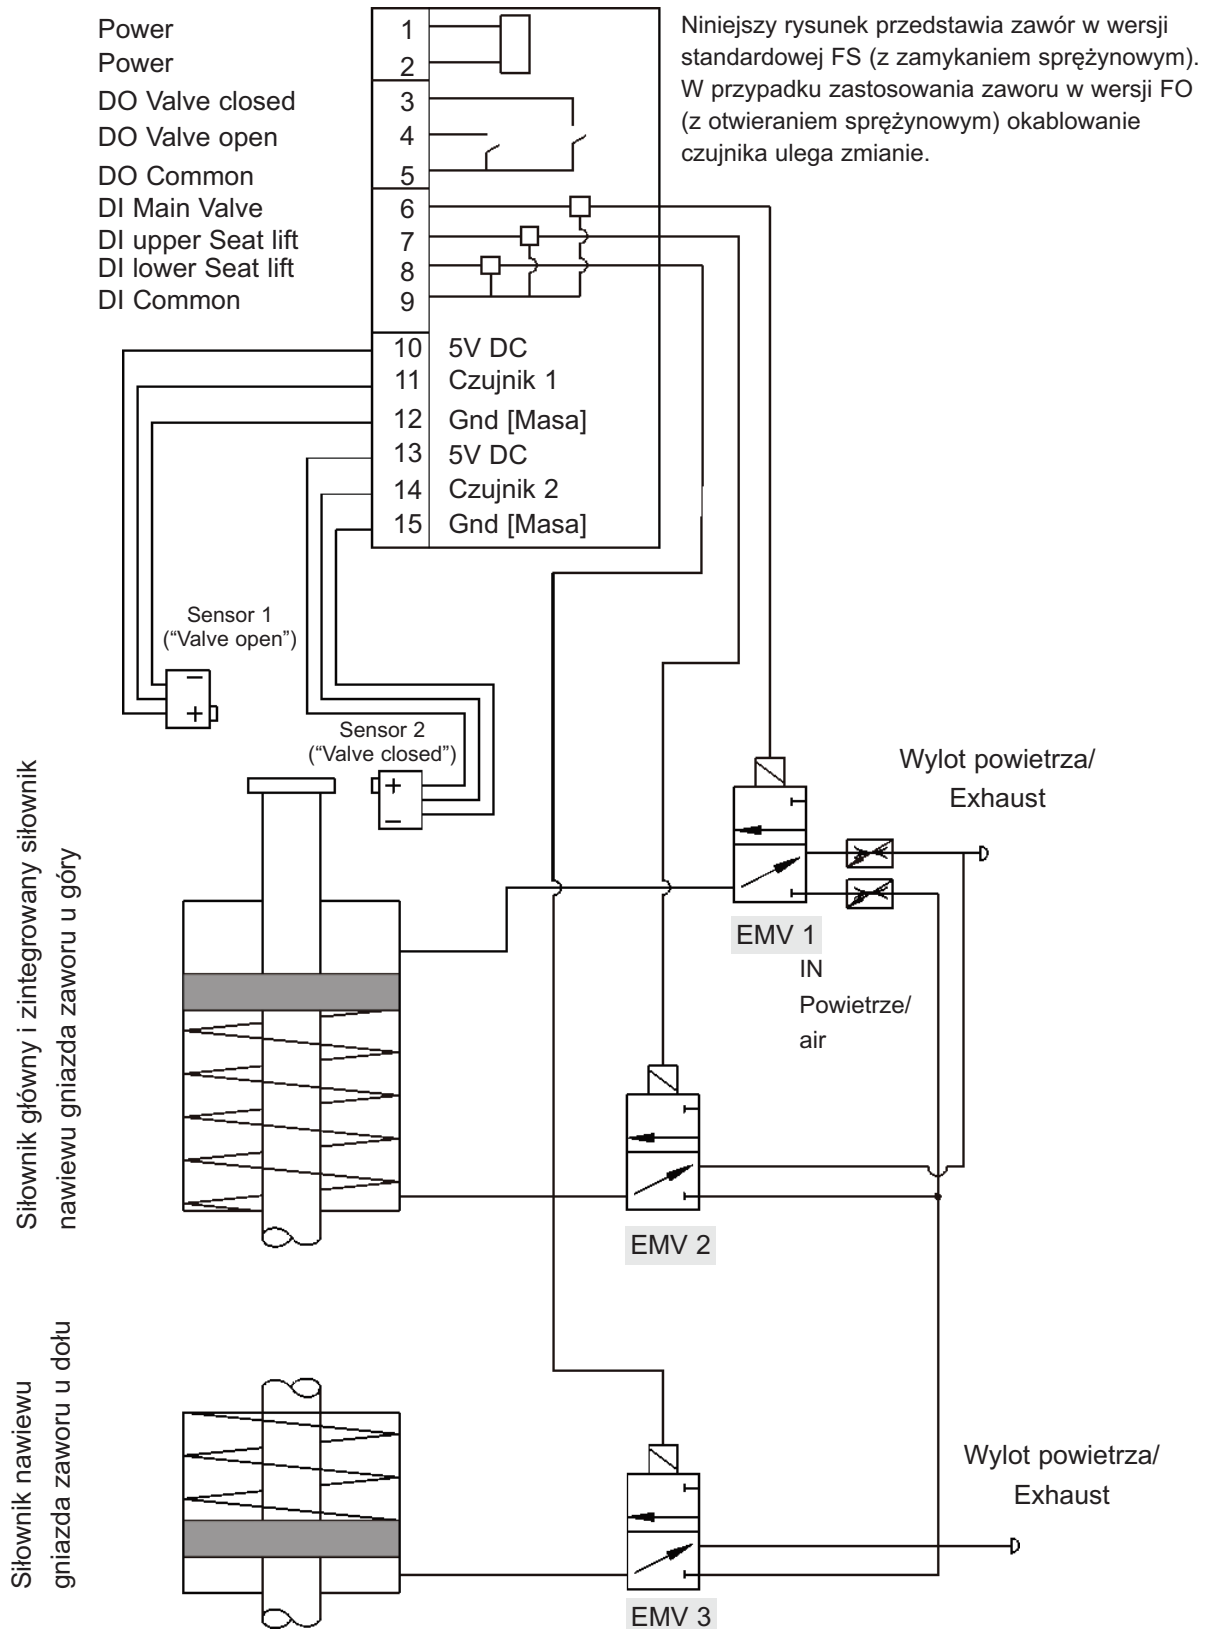 Power
Power
DO Valve closed
DO Valve open
DO Common
DI Main Valve
DI upper Seat lift
DI lower Seat lift
DI Common
1
2
3
4
5
6
7
8
9
10 5V DC
11 Czujnik 1
12 Gnd [Masa]
13 5V DC
14 Czujnik 2
15 Gnd [Masa]
Niniejszy rysunek przedstawia zawór w wersji
standardowej FS (z zamykaniem sprężynowym).
W przypadku zastosowania zaworu w wersji FO
(z otwieraniem sprężynowym) okablowanie
czujnika ulega zmianie.
Sensor 1
(“Valve open”)
– 
+
Sensor 2
(“Valve closed”)
+
–
Wylot powietrza/
Exhaust
EMV 1
IN
Powietrze/
air
Siłownik główny i zintegrowany siłownik
nawiewu gniazda zaworu u góry
EMV 2
Siłownik nawiewu
gniazda zaworu u dołu
Wylot powietrza/
Exhaust
EMV 3